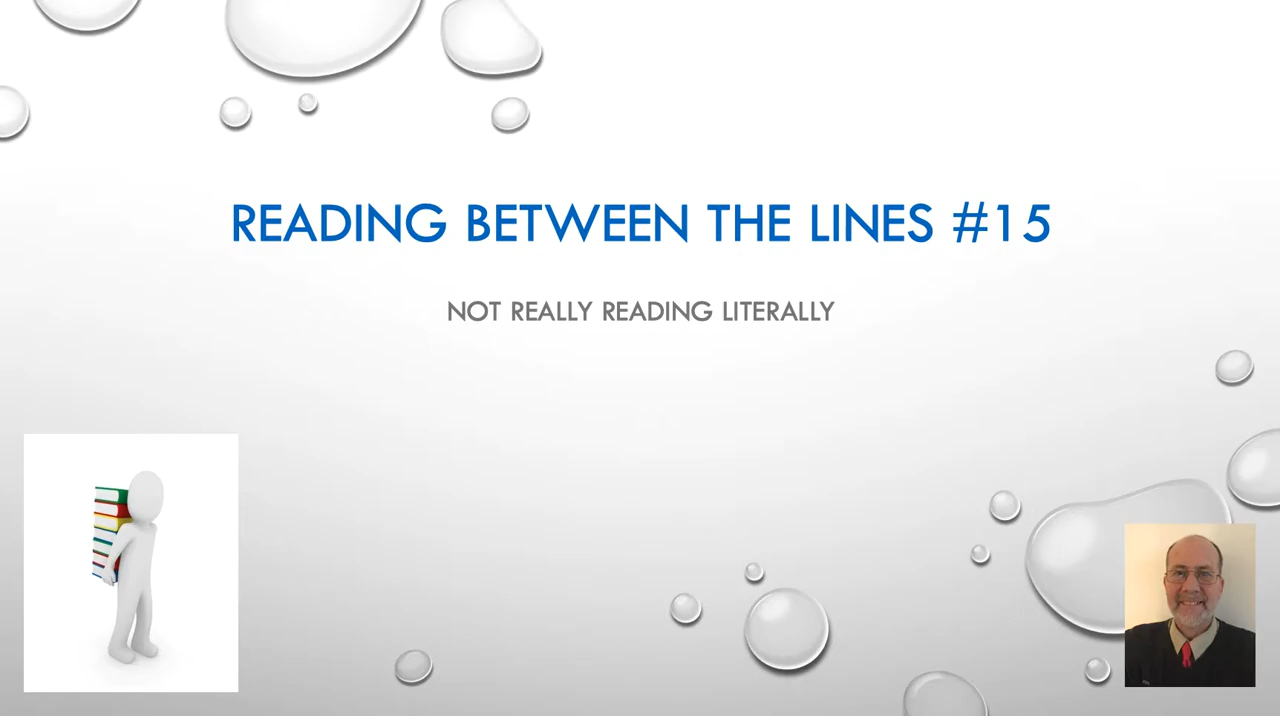 READING BETWEEN THE LINES #15
NOT REALLY READING LITERALLY